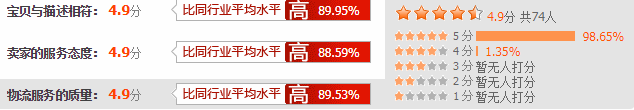 宝贝与描述相符： 4.9分 比同行业平均水平 高 89.95%
卖家的服务态度： 4.9分 比同行业平均水平 高 88.59%
物流服务的质量： 4.9分 比同行业平均水平 高 89.53%
4.9分 共74人
5分 98.65%
4分 1.35%
3分 暂无人打分
2分 暂无人打分
1分 暂无人打分